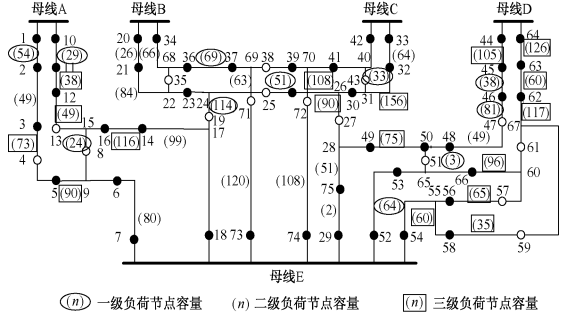 母线A 母线B 母线C 母线D
1 10 20 34 42 33 44 64
(54) (29) (26) (66) 68 36 (69) 37 69 38 39 70 41 40 (64) (105) (126)
2 (38) 21 35 (63) (51) (108) 43 (33) 32 45 (38) 63 (60)
(49) 12 (84) 22 23 24 (114) 25 72 (90) 26 30 31 (156) 46 62
(49) 19 71 27 (81) (117)
3 13 15 16 (116) 14 (99) 17 28 49 (75) 50 48 (49) 47 67
(73) (24) 8 51 (3) 61
4 (51) 65 (96) 60
5 (90) 9 6 (120) (108) 75 53 66
(2) (64) 55 56 (65) 57
(80) (60) (35)
7 18 73 74 29 52 54 58 59
母线E
(n) 一级负荷节点容量 (n) 二级负荷节点容量 (n) 三级负荷节点容量